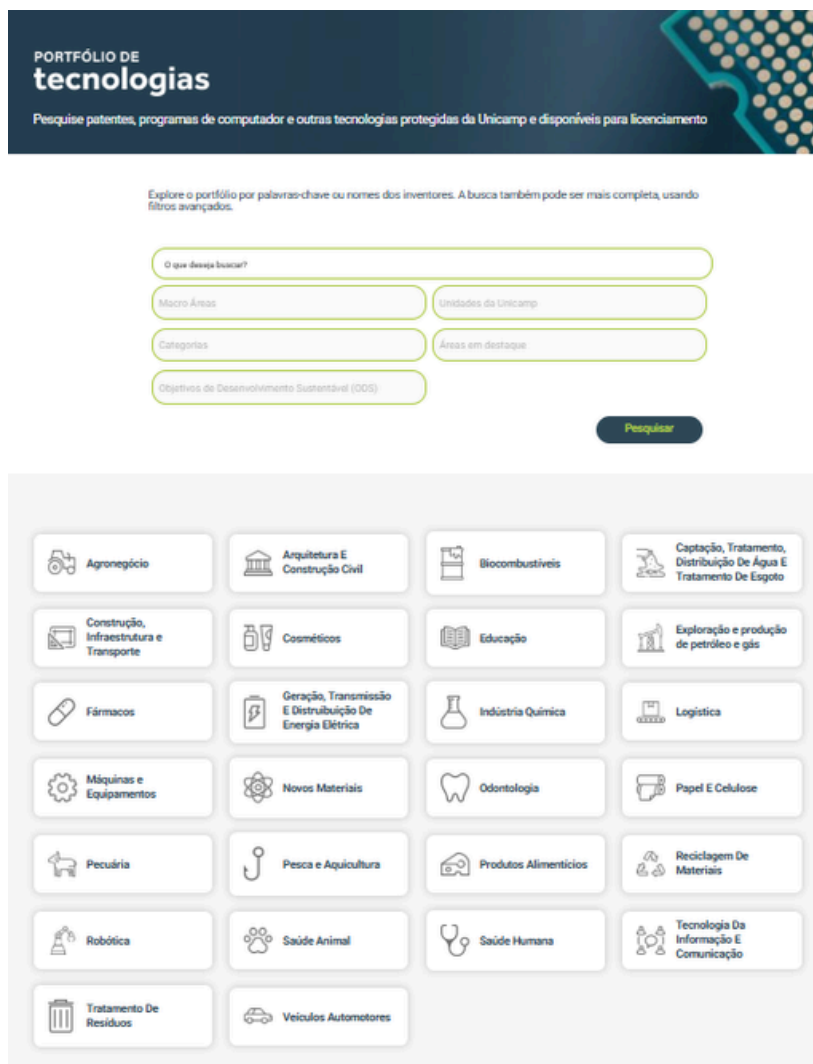 PORTFÓLIO DE
tecnologias
Pesquise patentes, programas de computador e outras tecnologias protegidas da Unicamp e disponíveis para licenciamento
Explore o portfólio por palavras-chave ou nomes dos inventores. A busca também pode ser mais completa, usando
filtros avançados.
O que deseja buscar?
Macro Áreas
Unidades da Unicamp
Categorias
Áreas em destaque
Objetivos de Desenvolvimento Sustentável (ODS)
Pesquisar
Agronegócio
Arquitetura E
Construção Civil
Biocombustíveis
Captação, Tratamento,
Distribuição De Água E
Tratamento De Esgoto
Construção,
Infraestrutura e
Transporte
Cosméticos
Educação
Exploração e produção
de petróleo e gás
Fármacos
Geração, Transmissão
E Distruibuição De
Energia Elétrica
Indústria Química
Logística
Máquinas e
Equipamentos
Novos Materiais
Odontologia
Papel E Celulose
Pecuária
Pesca e Aquicultura
Produtos Alimentícios
Reciclagem De
Materiais
Robótica
Saúde Animal
Saúde Humana
Tecnologia Da
Informação E
Comunicação
Tratamento De
Resíduos
Veículos Automotores